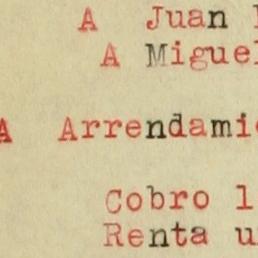 A Juan
A Miguel
A Arrendami
Cobro l
Renta u